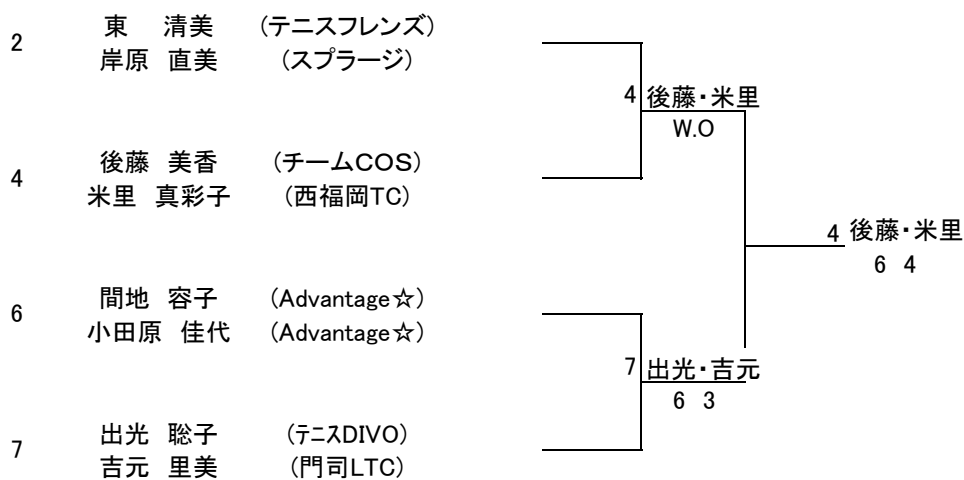 2
東 清美 (テニスフレンズ)
岸原 直美 (スプラージ)
4 後藤・米里
W.O
4
後藤 美香 (チームCOS)
米里 真彩子 (西福岡TC)
4 後藤・米里
6 4
6
間地 容子 (Advantage☆)
小田原 佳代 (Advantage☆)
7 出光・吉元
6 3
7
出光 聡子 (テニスDIVO)
吉元 里美 (門司LTC)